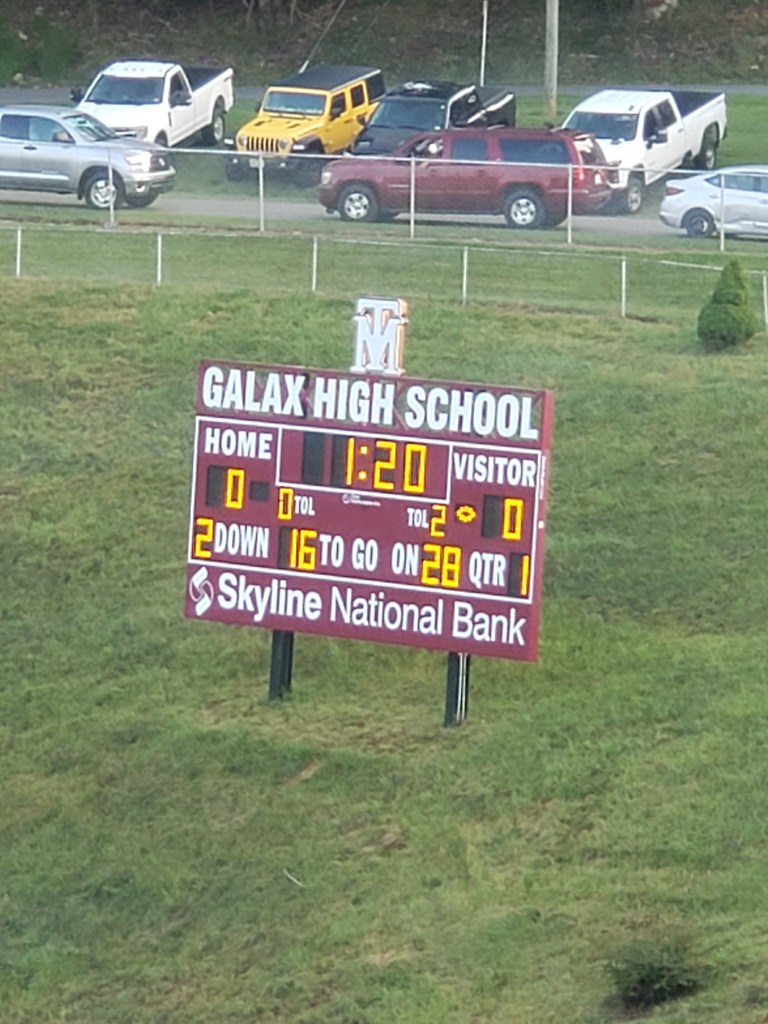 TM
GALAX HIGH SCHOOL
HOME 1:20 VISITOR
0 0 TOL TOL 2 0
2 DOWN 16 TO GO ON 28 QTR 1
Skyline National Bank